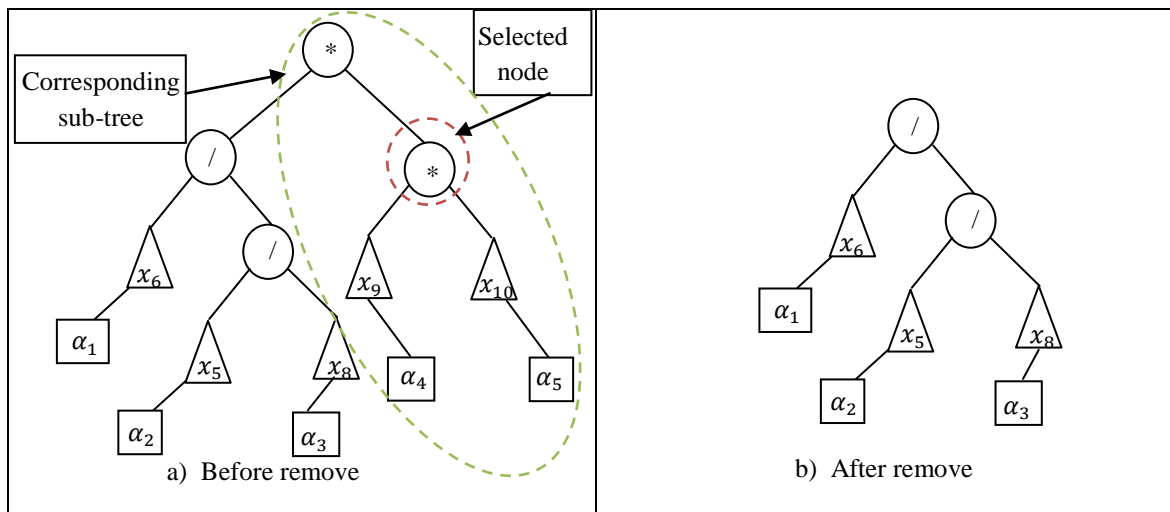 Selected
node
Corresponding
sub-tree
*
/
*
/
x₆
x₉
x₁₀
α₁
x₅
x₈
α₄
α₅
α₂
α₃
a) Before remove
/
/
x₆
α₁
x₅
x₈
α₂
α₃
b) After remove